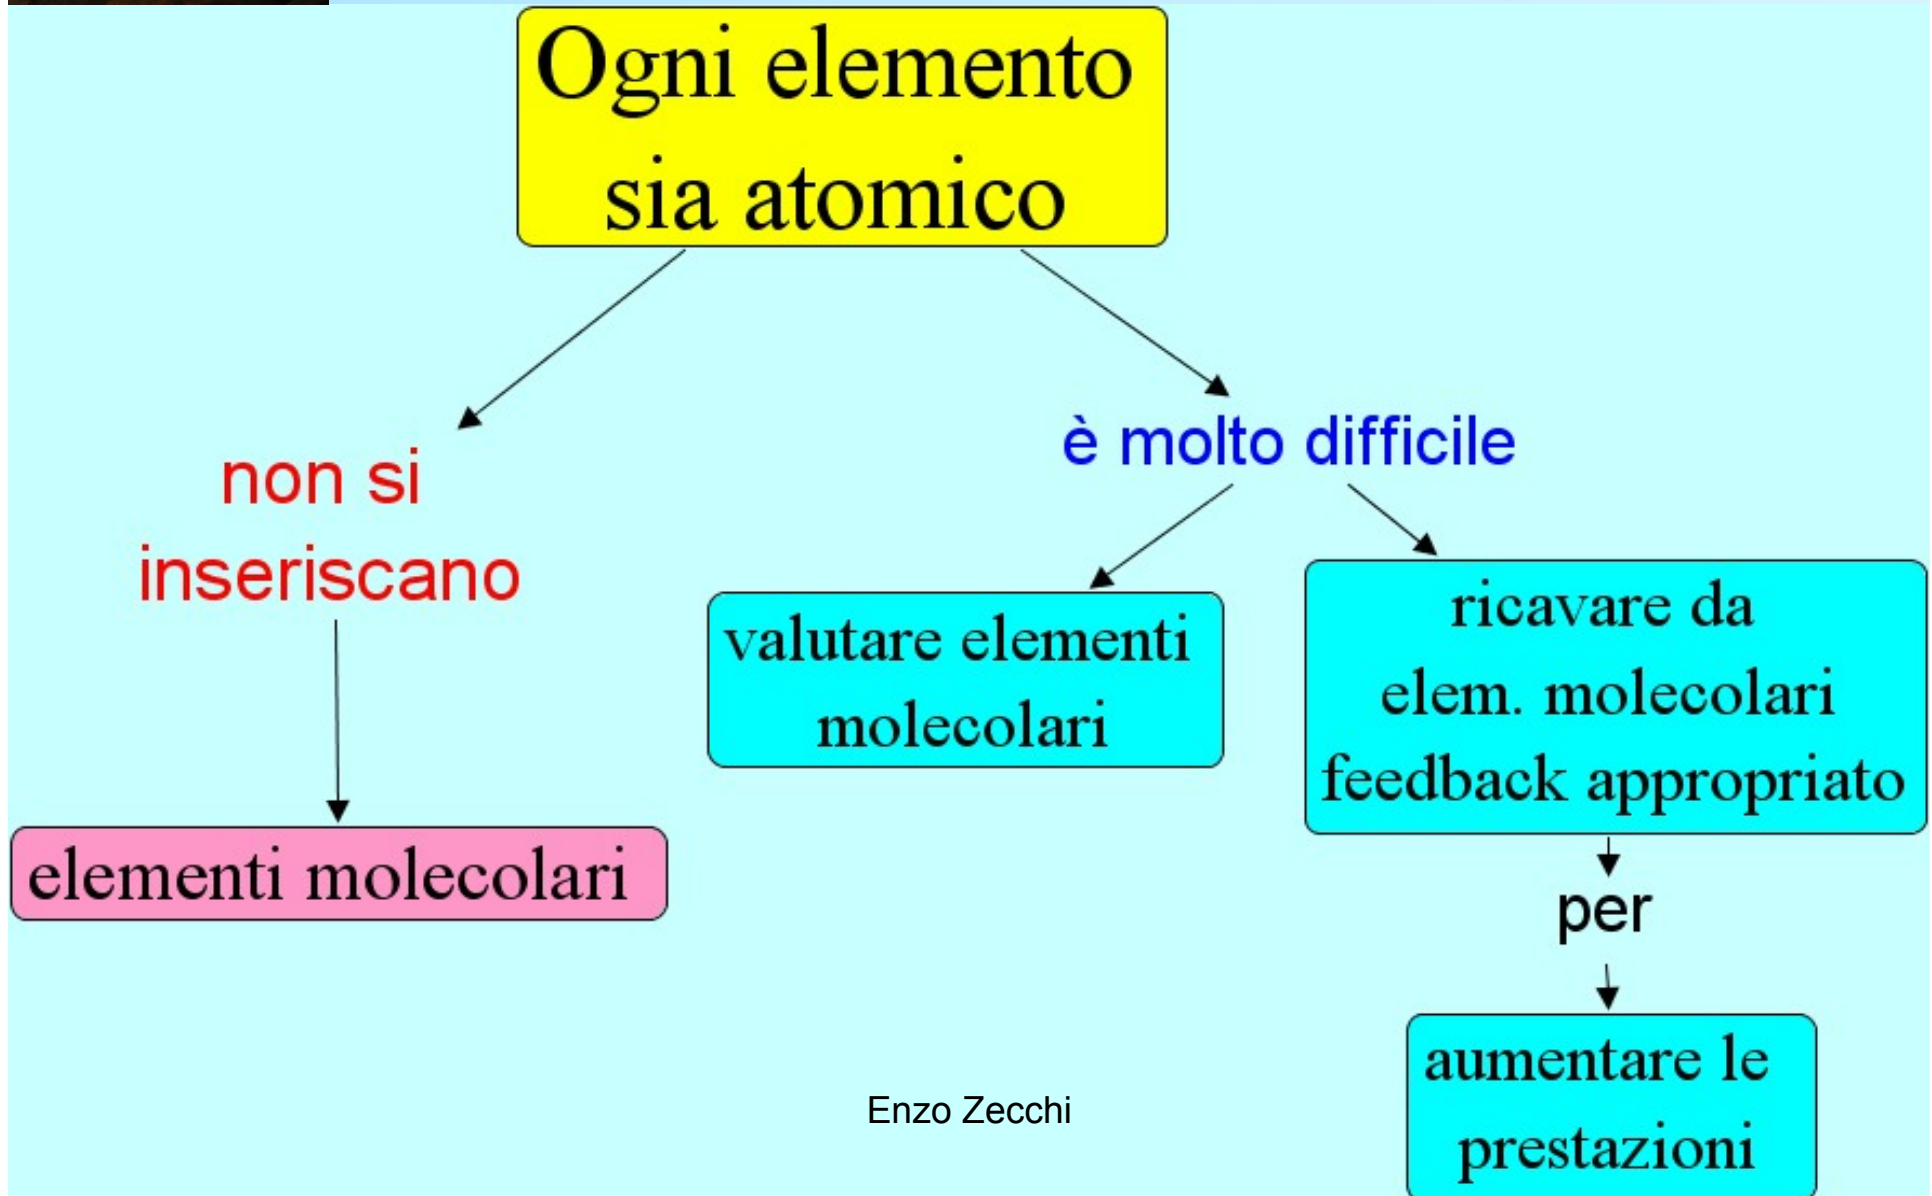 Ogni elemento
sia atomico
non si
inseriscano
elementi molecolari
è molto difficile
valutare elementi
molecolari
ricavare da
elem. molecolari
feedback appropriato
per
aumentare le
prestazioni
Enzo Zecchi